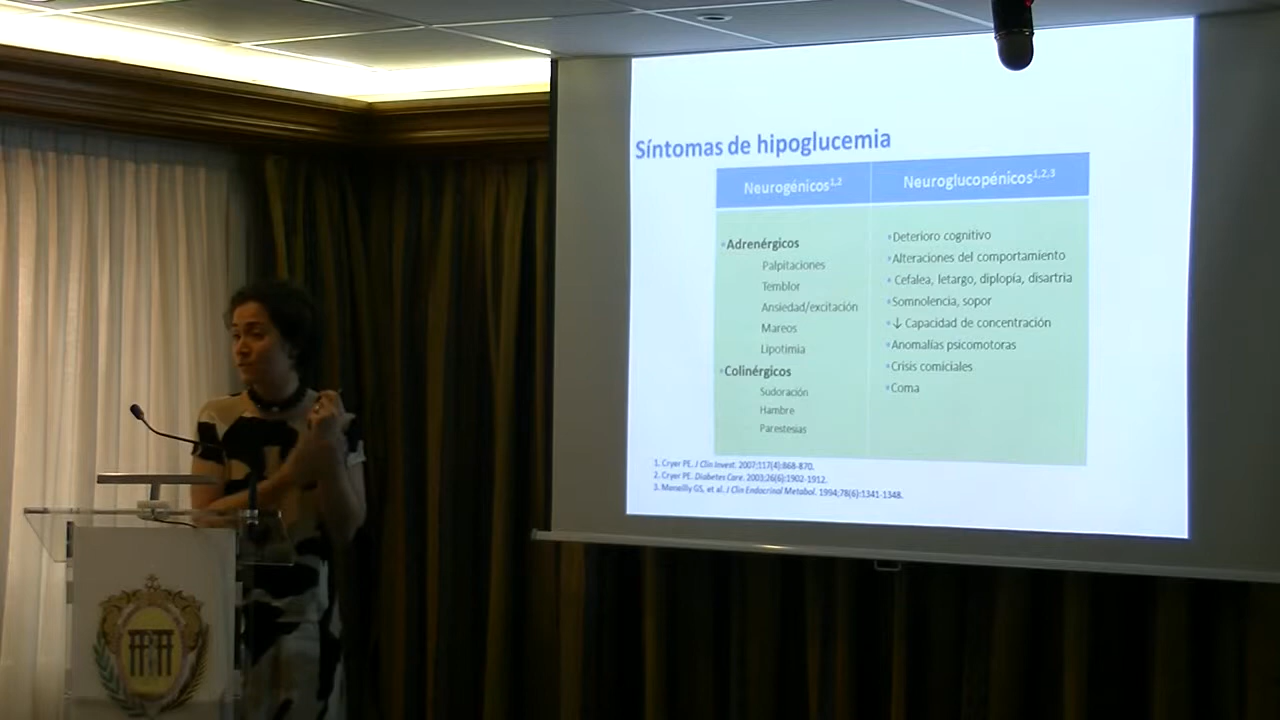 Síntomas de hipoglucemia
Neurogénicos1,2
Neuroglucopénicos1,2,3
Adrenérgicos
Palpitaciones
Temblor
Ansiedad/excitación
Mareos
Lipotimia
Colinérgicos
Sudoración
Hambre
Parestesias
Deterioro cognitivo
Alteraciones del comportamiento
Cefalea, letargo, diplopía, disartria
Somnolencia, sopor
↓ Capacidad de concentración
Anomalías psicomotoras
Crisis comiciales
Coma
1. Cryer PE. J Clin Invest. 2007;117(4):868-870.
2. Cryer PE. Diabetes Care. 2003;26(6):1902-1912.
3. Meneilly GS, et al. J Clin Endocrinol Metabol. 1994;78(6):1341-1348.